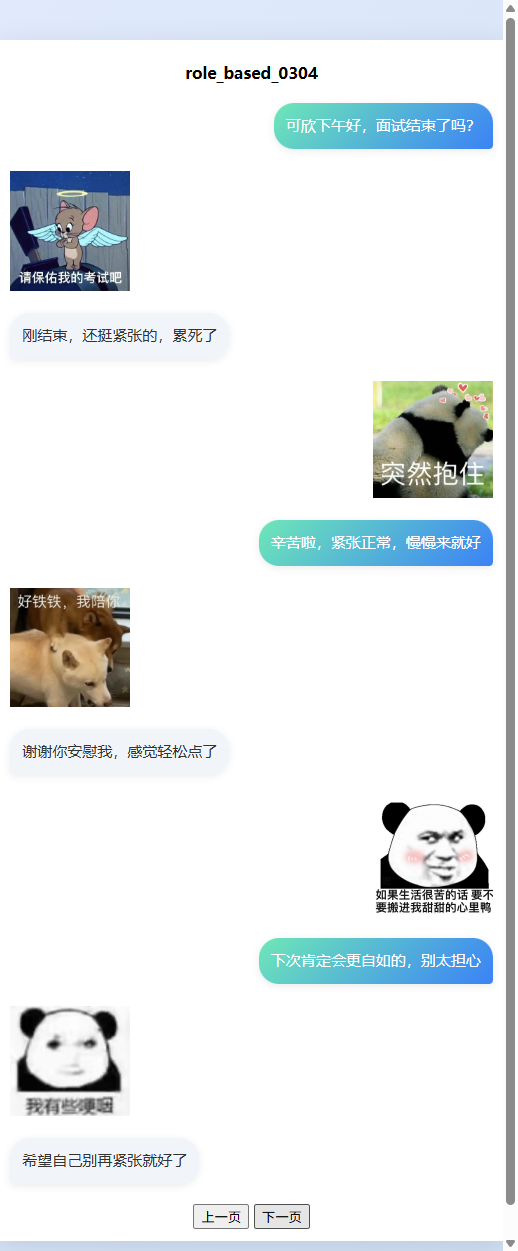 role_based_0304
可欣下午好，面试结束了吗？
请保佑我的考试吧
刚结束，还挺紧张的，累死了
突然抱住
辛苦啦，紧张正常，慢慢来就好
好铁铁，我陪你
谢谢你安慰我，感觉轻松点了
如果生活很苦的话 要不
要搬进我甜甜的心里鸭
下次肯定会更自如的，别太担心
我有些哽咽
希望自己别再紧张就好了
上一页 下一页